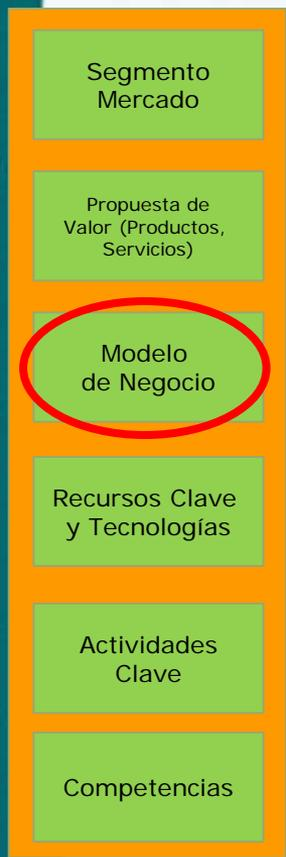 Segmento
Mercado
Propuesta de
Valor (Productos,
Servicios)
Modelo
de Negocio
Recursos Clave
y Tecnologías
Actividades
Clave
Competencias